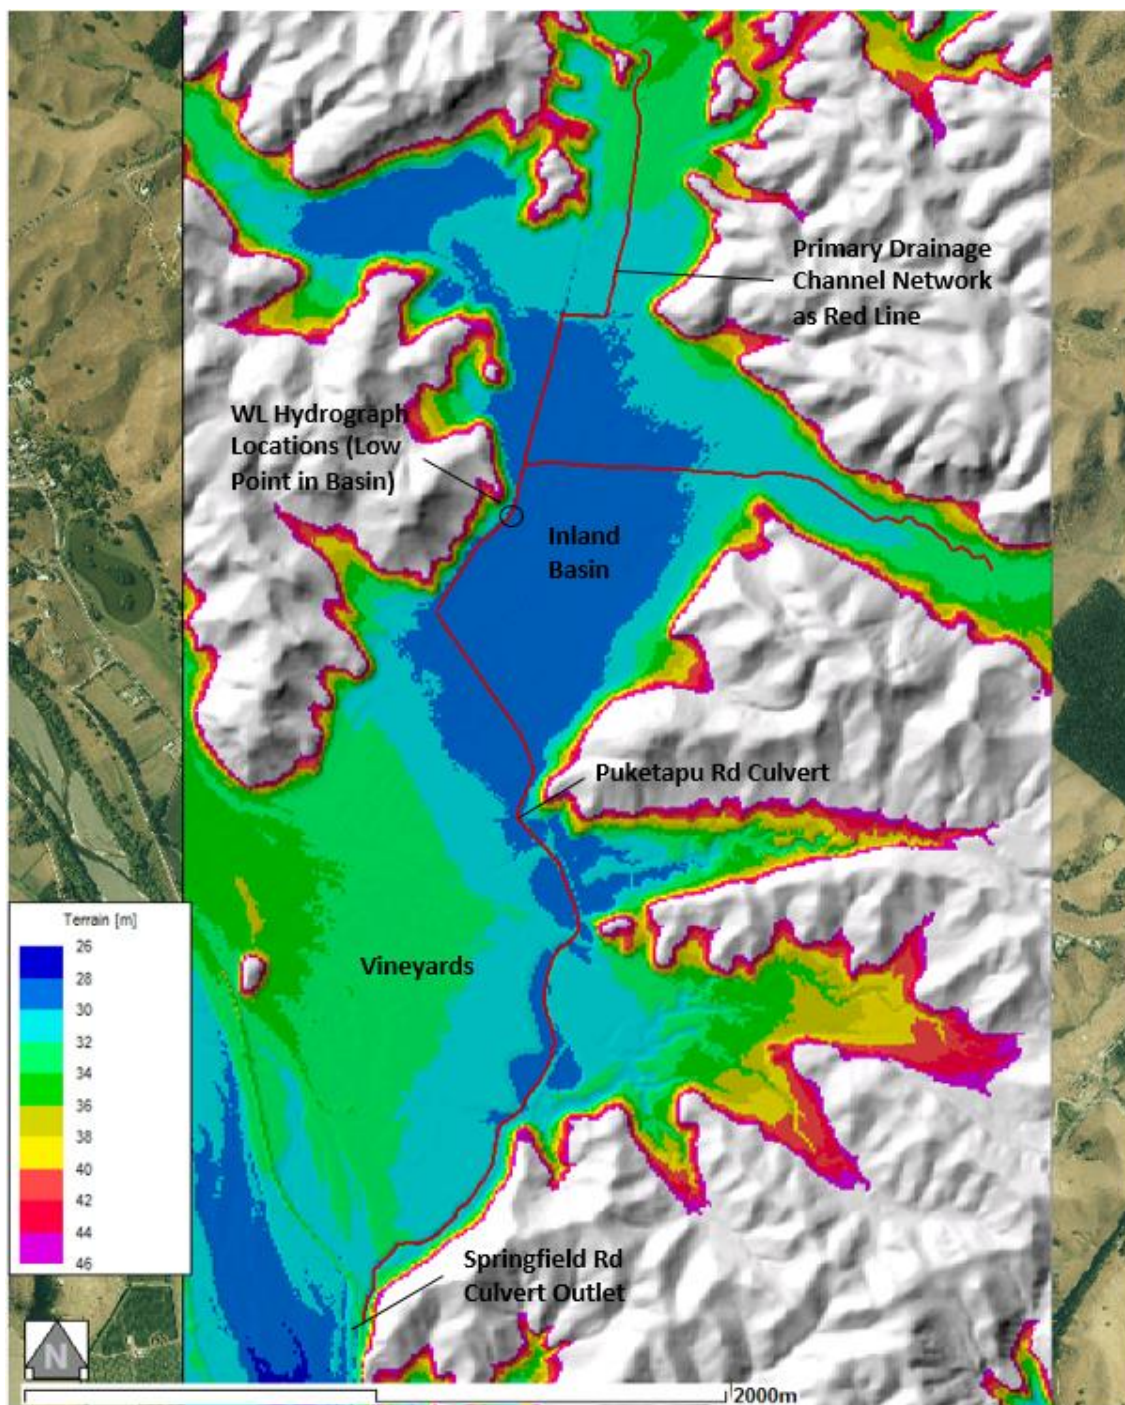 Primary Drainage
Channel Network
as Red Line
WL Hydrograph
Locations (Low
Point in Basin)
Inland
Basin
Puketapu Rd Culvert
Terrain [m]
26
28
30
32
34
36
38
40
42
44
46
Vineyards
Springfield Rd
Culvert Outlet
N
2000m